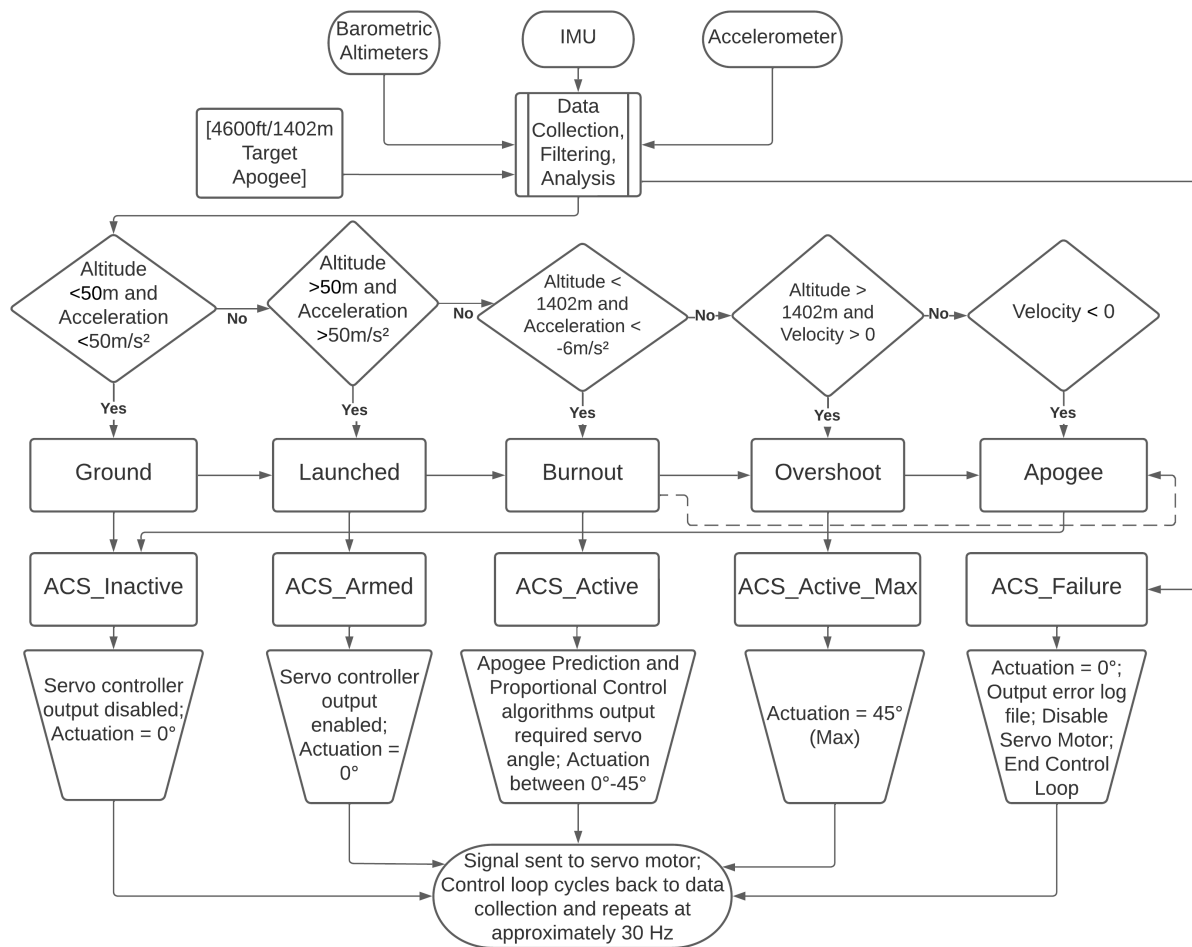 Barometric
Altimeters
IMU
Accelerometer
[4600ft/1402m
Target
Apogee]
Data
Collection,
Filtering,
Analysis
Altitude
<50m and
Acceleration
<50m/s²
No
Altitude
>50m and
Acceleration
>50m/s²
No
Altitude <
1402m and
Acceleration <
-6m/s²
No
Altitude >
1402m and
Velocity > 0
No
Velocity < 0
Yes
Yes
Yes
Yes
Yes
Ground
Launched
Burnout
Overshoot
Apogee
ACS_Inactive
ACS_Armed
ACS_Active
ACS_Active_Max
ACS_Failure
Servo controller
output disabled;
Actuation = 0°
Servo controller
output
enabled;
Actuation =
0°
Apogee Prediction and
Proportional Control
algorithms output
required servo
angle; Actuation
between 0°-45°
Actuation = 45°
(Max)
Actuation = 0°;
Output error log
file; Disable
Servo Motor;
End Control
Loop
Signal sent to servo motor;
Control loop cycles back to data
collection and repeats at
approximately 30 Hz